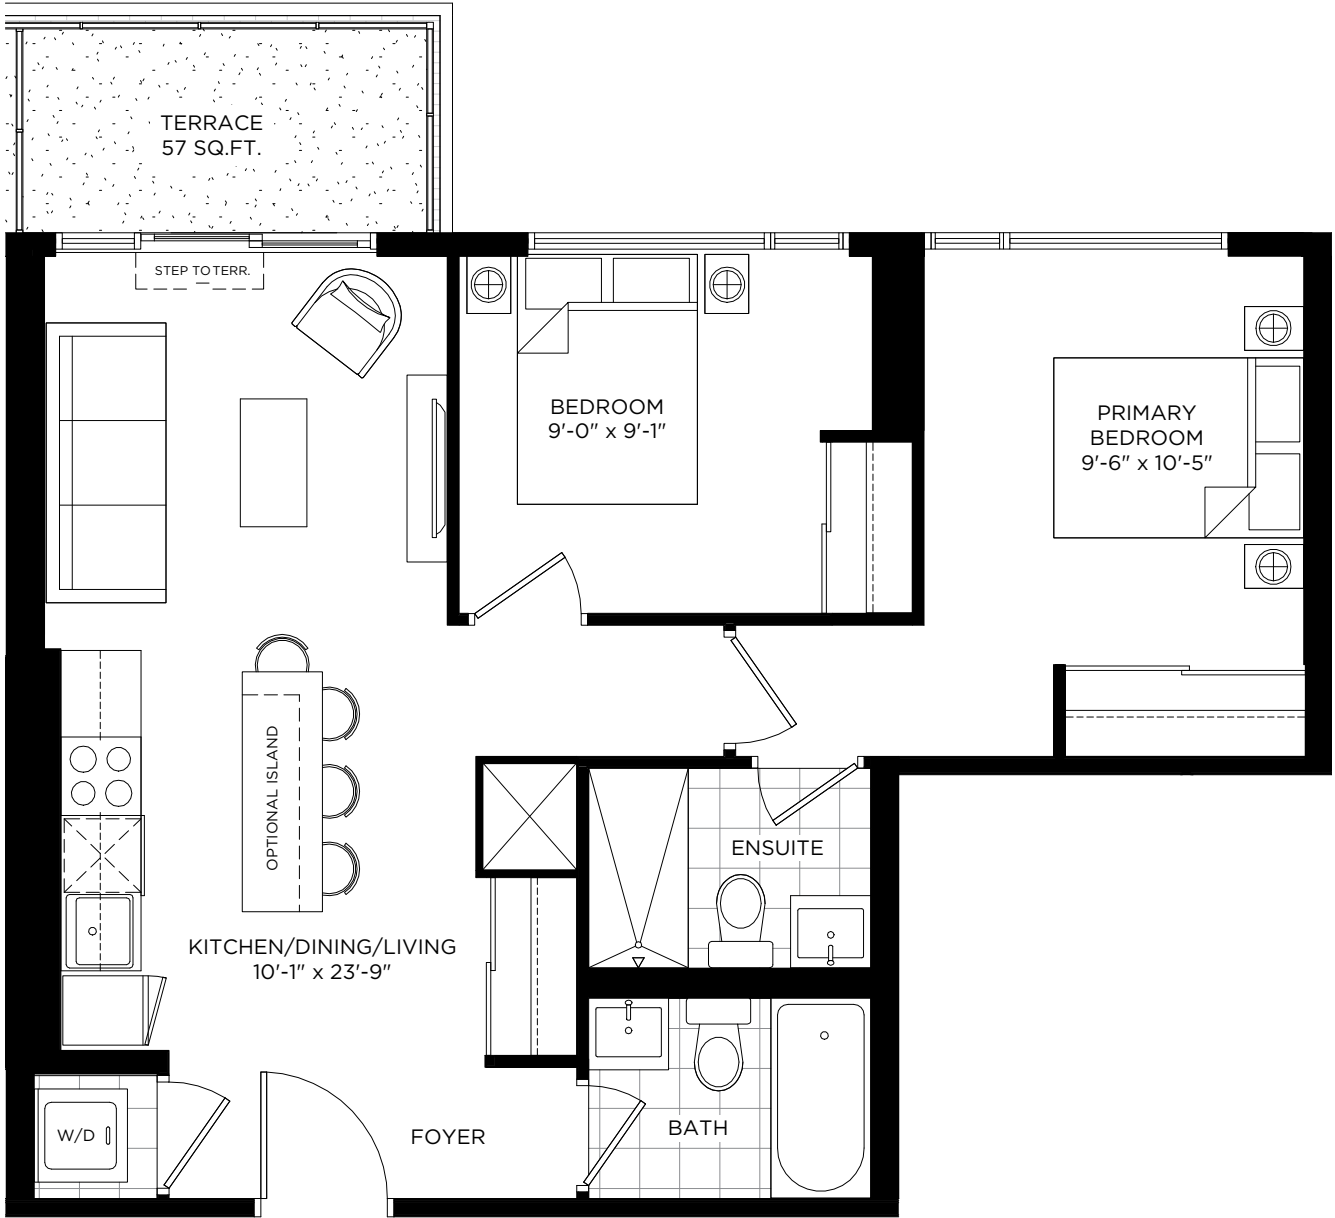 TERRACE
57 SQ.FT.
STEP TO TERR.
BEDROOM
9'-0" x 9'-1"
PRIMARY
BEDROOM
9'-6" x 10'-5"
OPTIONAL ISLAND
ENSUITE
KITCHEN/DINING/LIVING
10'-1" x 23'-9"
W/D
FOYER
BATH